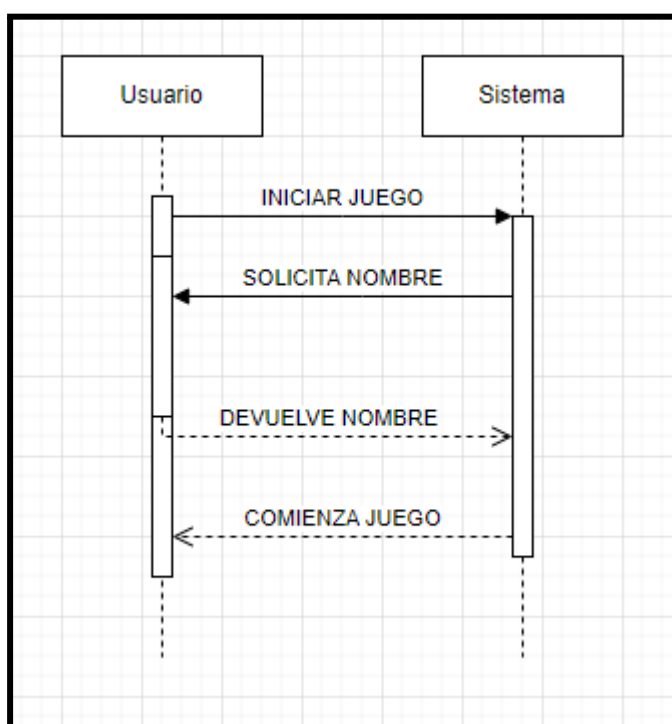 Usuario
Sistema
INICIAR JUEGO
SOLICITA NOMBRE
DEVUELVE NOMBRE
COMIENZA JUEGO